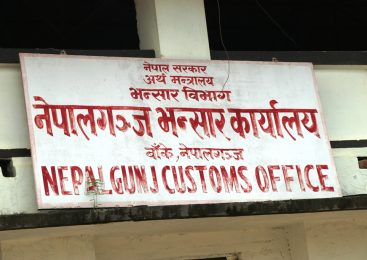 नेपाल सरकार
अर्थ मन्त्रालय
भन्सार विभाग
नेपालगञ्ज भन्सार कार्यालय
बाँके, नेपालगञ्ज
NEPALGUNJ CUSTOMS OFFICE